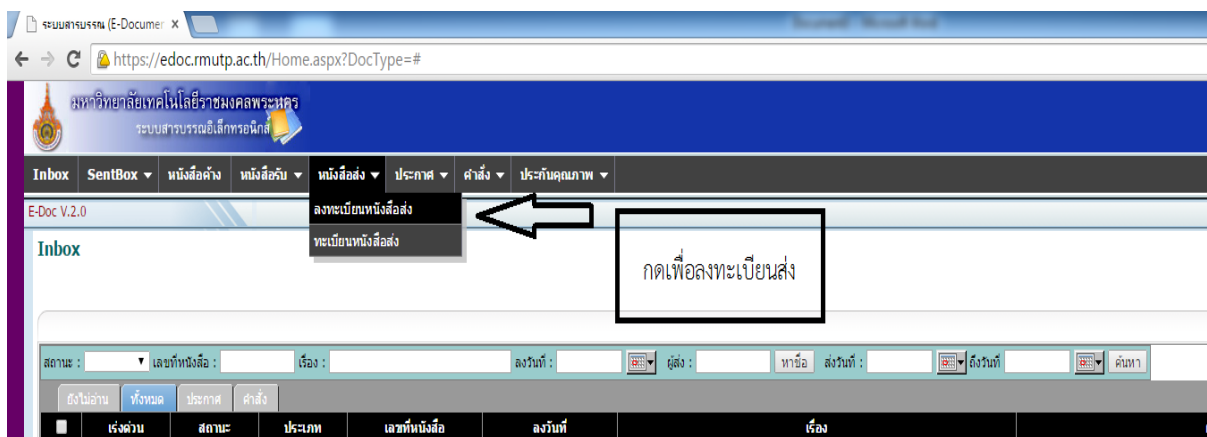 ระบบสารบรรณ (E-Documer ×
https://edoc.rmutp.ac.th/Home.aspx?DocType=#
มหาวิทยาลัยเทคโนโลยีราชมงคลพระนคร
ระบบสารบรรณอิเล็กทรอนิกส์
Inbox SentBox หนังสือค้าง หนังสือรับ หนังสือส่ง ประกาศ คำสั่ง ประกันคุณภาพ
E-Doc V.2.0 ลงทะเบียนหนังสือส่ง
ทะเบียนหนังสือส่ง
Inbox
กดเพื่อลงทะเบียนส่ง
สถานะ : เลขที่หนังสือ : เรื่อง : ลงวันที่ : ผู้ส่ง : หาชื่อ ส่งวันที่ : ถึงวันที่ ค้นหา
ยังไม่อ่าน ทั้งหมด ประกาศ คำสั่ง
เร่งด่วน สถานะ ประเภท เลขที่หนังสือ ลงวันที่ เรื่อง